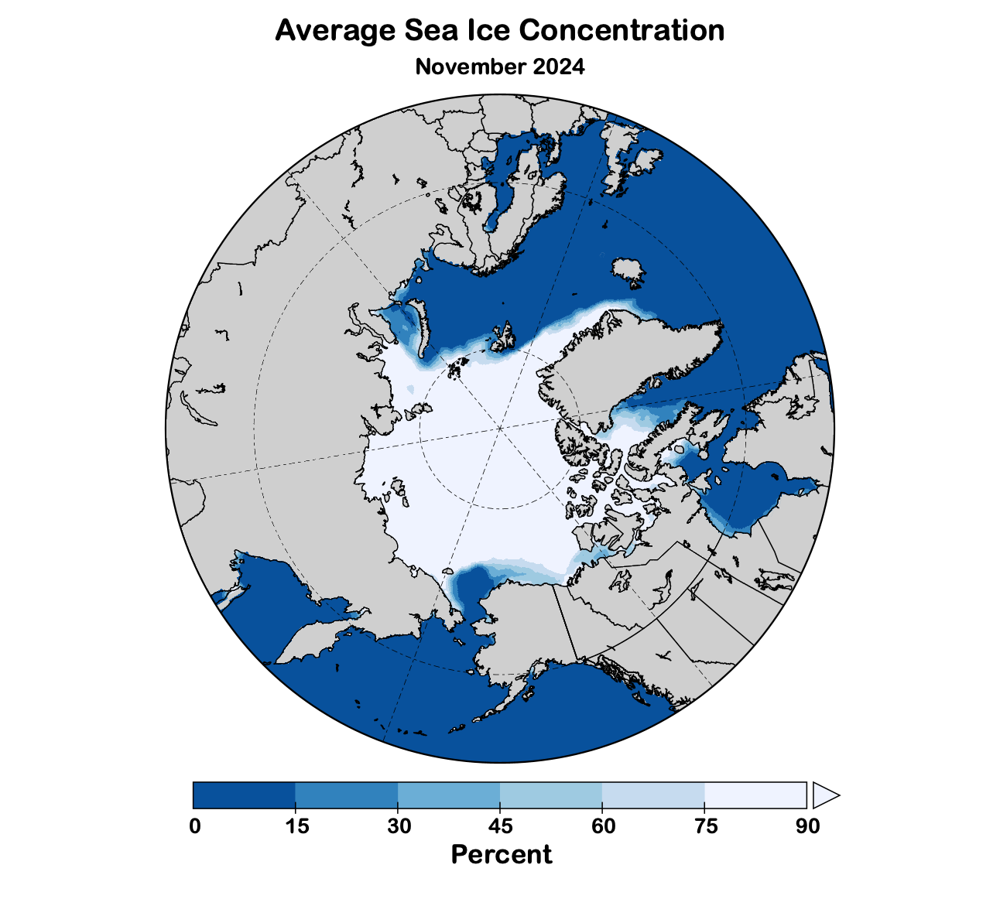 Average Sea Ice Concentration
November 2024
0 15 30 45 60 75 90
Percent